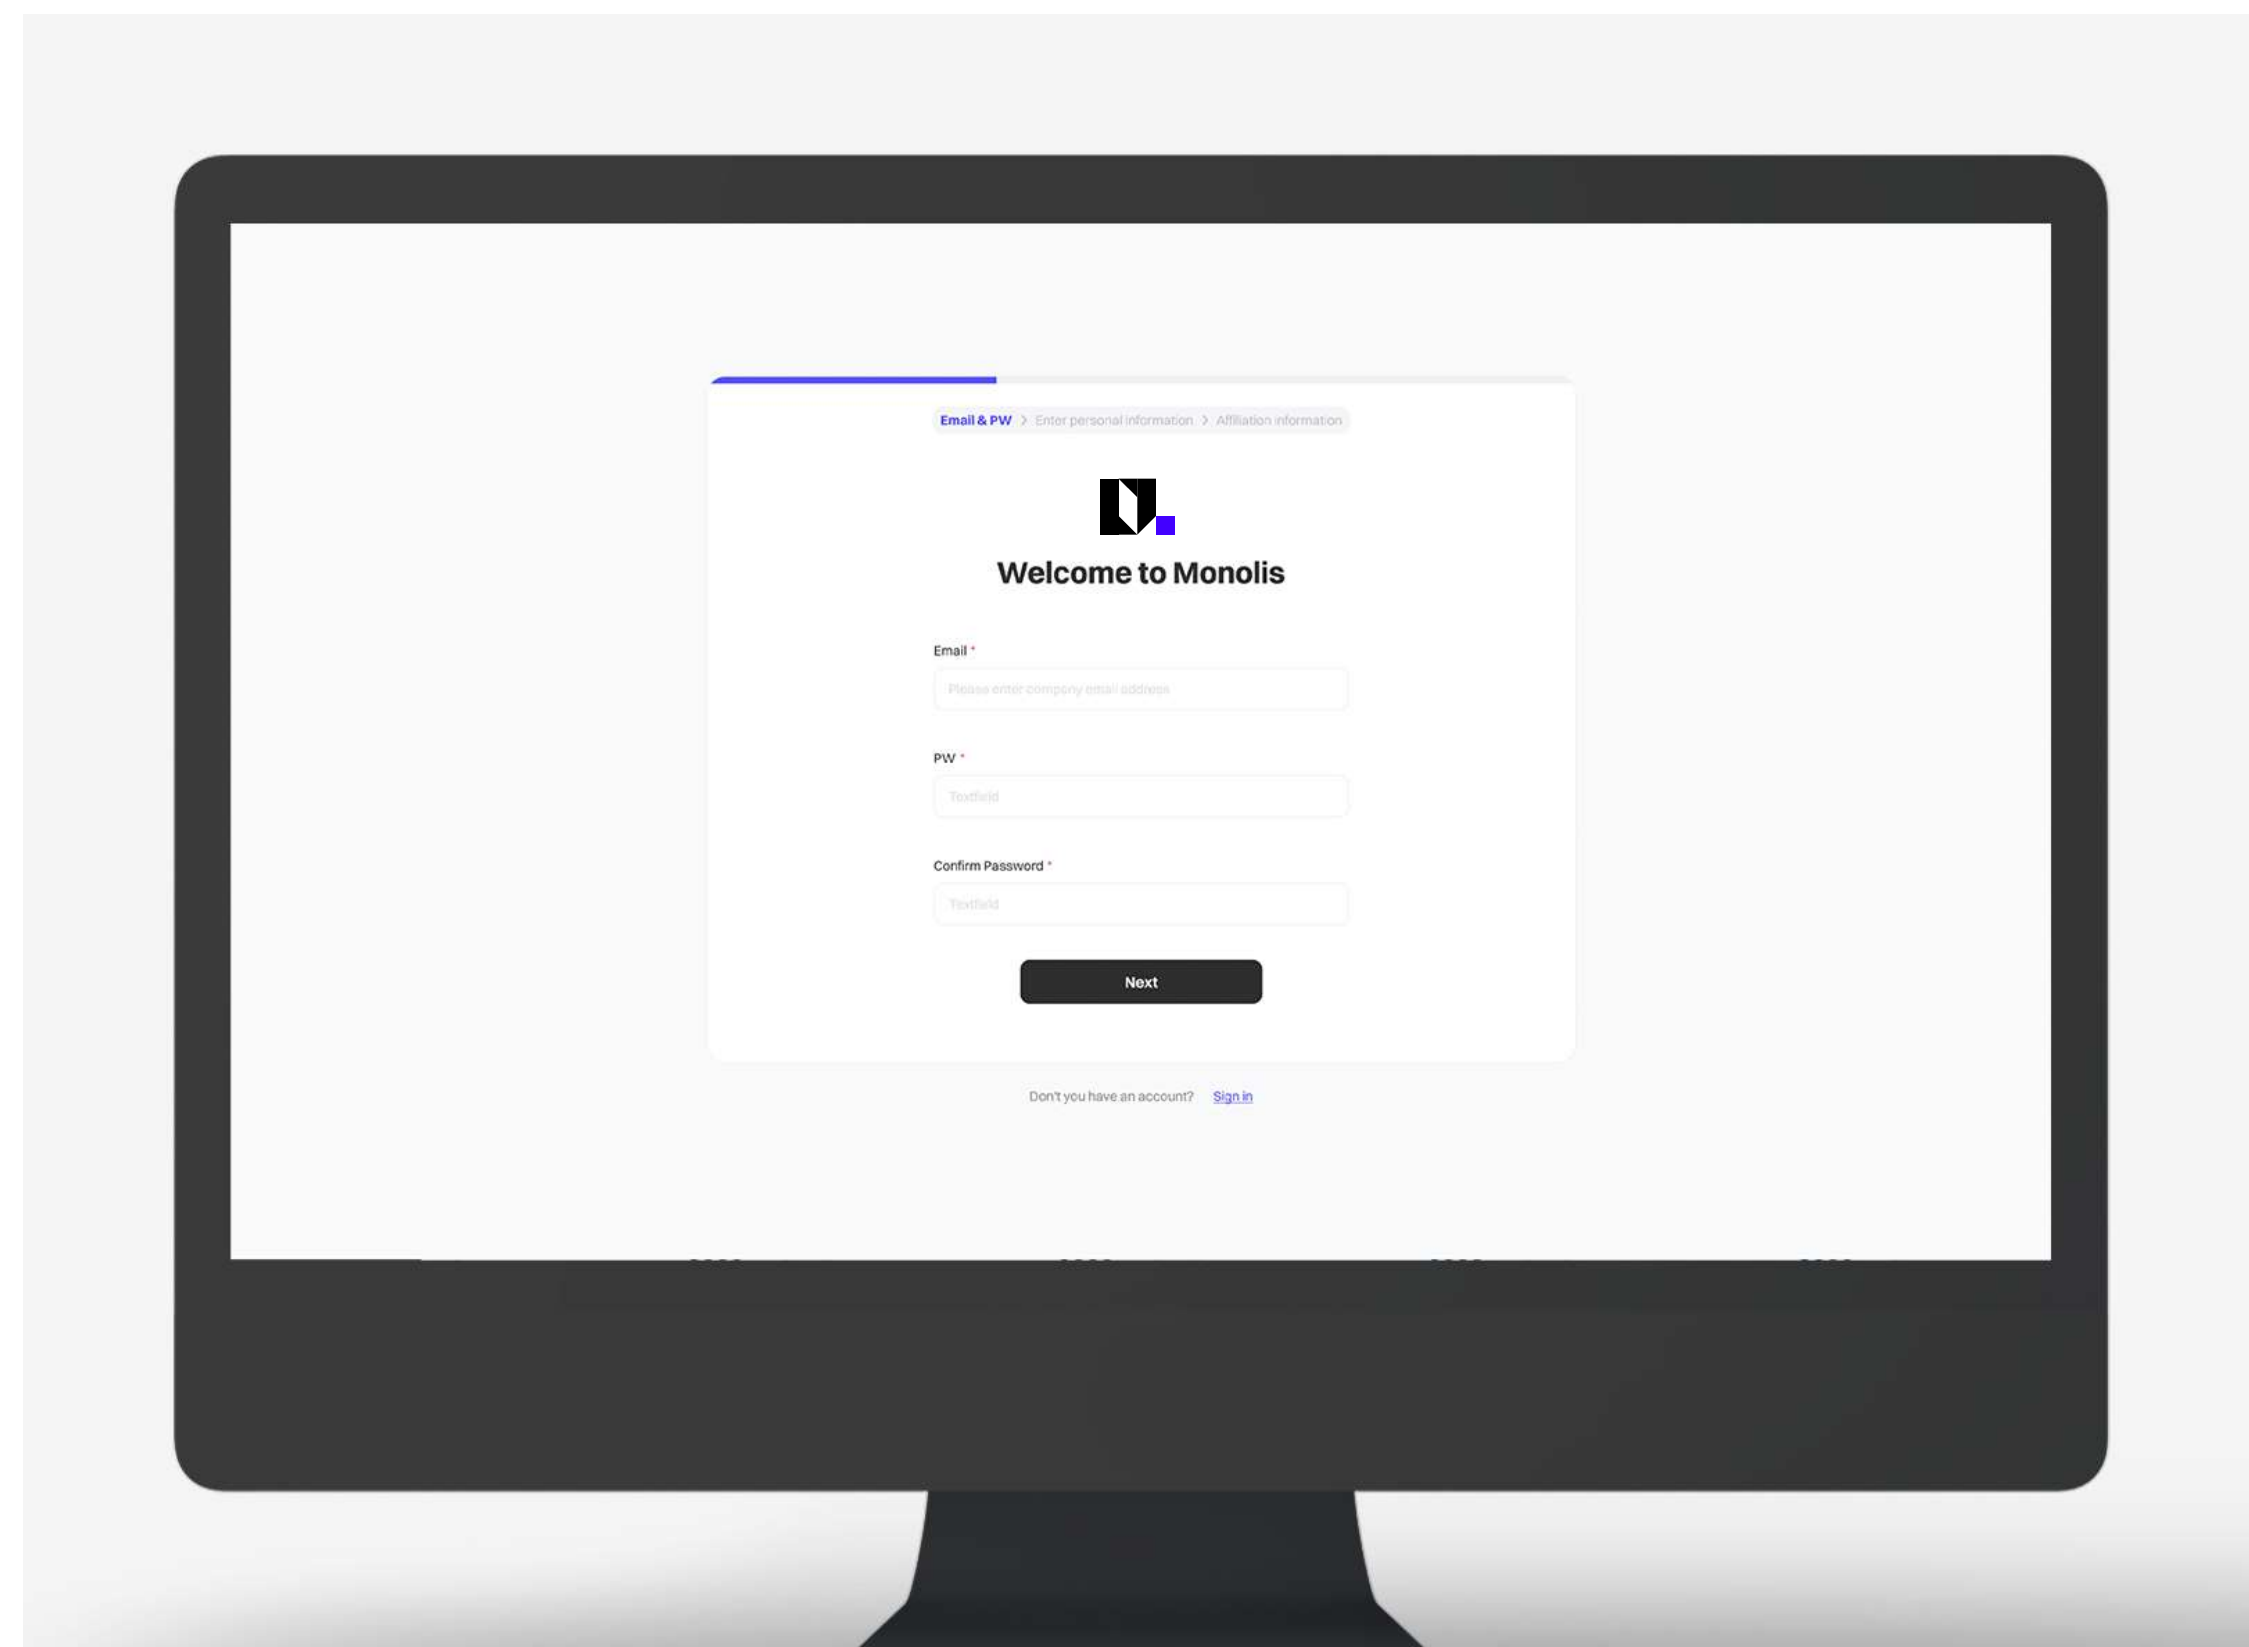 Email & PW > Enter personal information > Affiliation information
Welcome to Monolis
Email *
Please enter company email address
PW *
Textfield
Confirm Password *
Textfield
Next
Don't you have an account? Sign in